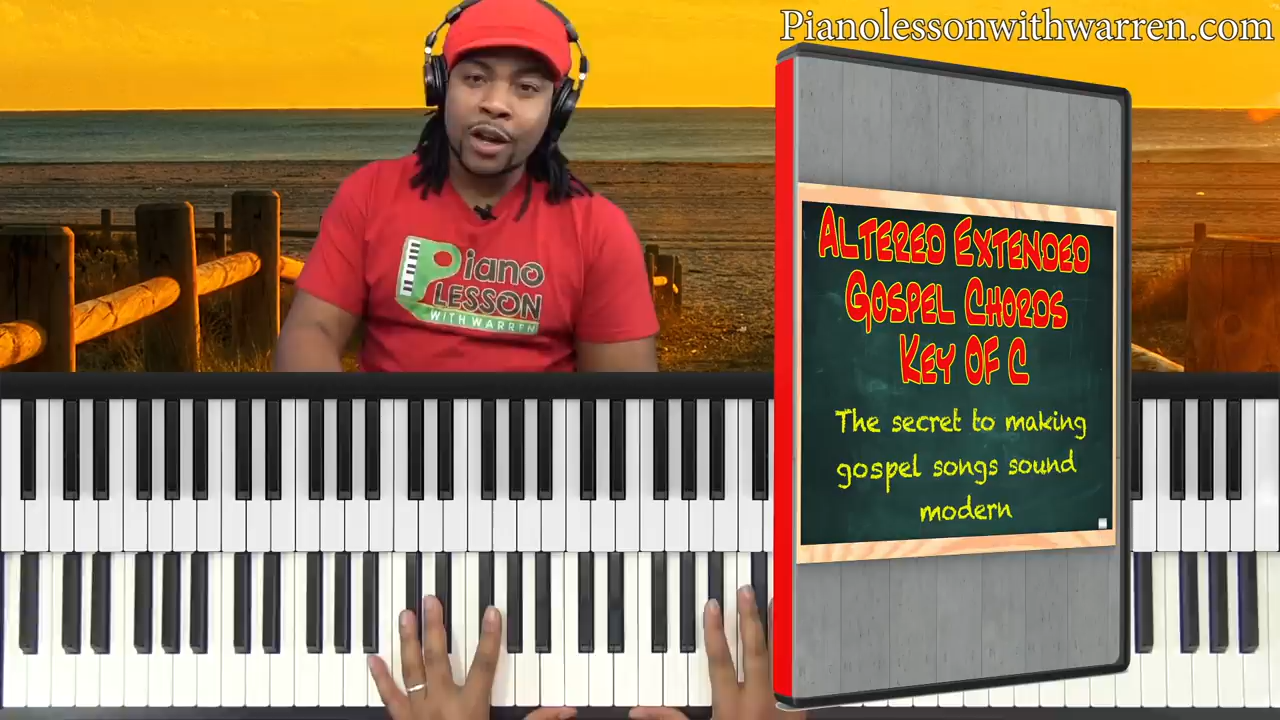 Pianolessonwithwarren.com
Altered Extended
Gospel Chords
Key Of C
The secret to making
gospel songs sound
modern
Piano
LESSON
WITH WARREN